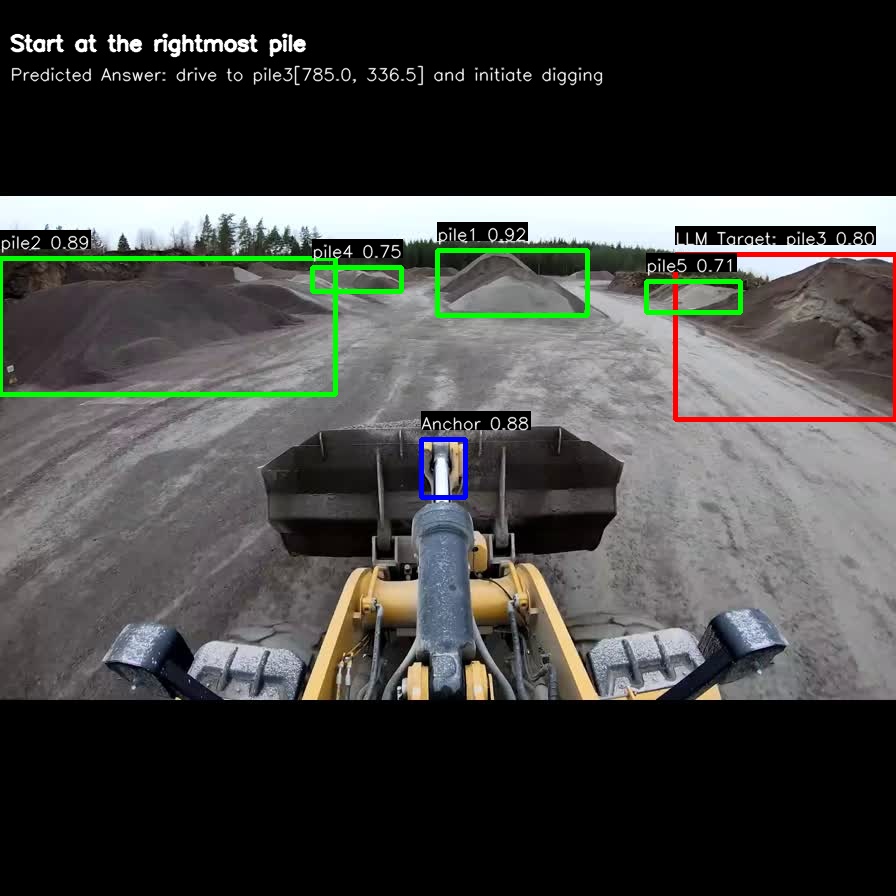 Start at the rightmost pile
Predicted Answer: drive to pile3[785.0, 336.5] and initiate digging
pile2 0.89
pile4 0.75
pile1 0.92
LLM Target: pile3 0.80
pile5 0.71
Anchor 0.88